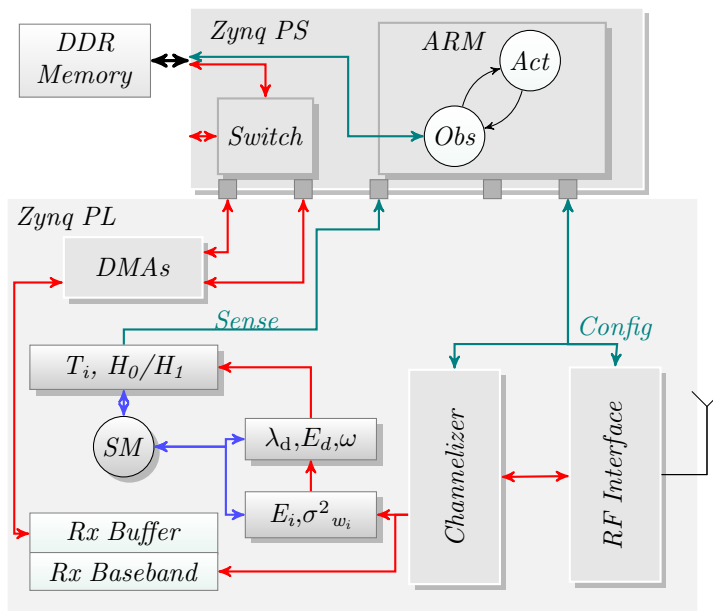 Zynq PS
DDR
Memory
ARM
Act
Switch
Obs
Zynq PL
DMAs
Sense
Config
T_i, H_0/H_1
SM
λ_d,E_d,ω
E_i,σ^2_{w_i}
Channelizer
RF Interface
Rx Buffer
Rx Baseband